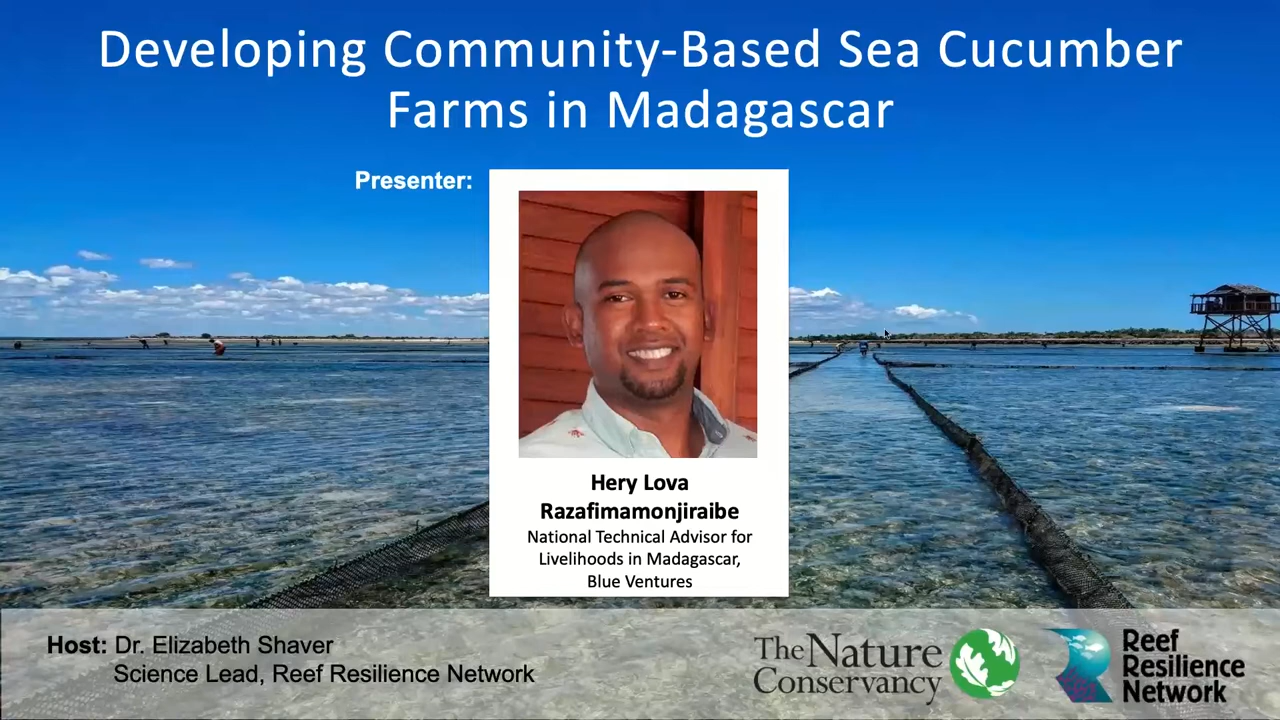 Developing Community-Based Sea Cucumber
Farms in Madagascar
Presenter:
Hery Lova
Razafimamonjiraibe
National Technical Advisor for
Livelihoods in Madagascar,
Blue Ventures
Host: Dr. Elizabeth Shaver
Science Lead, Reef Resilience Network
The Nature
Conservancy
Reef
Resilience
Network